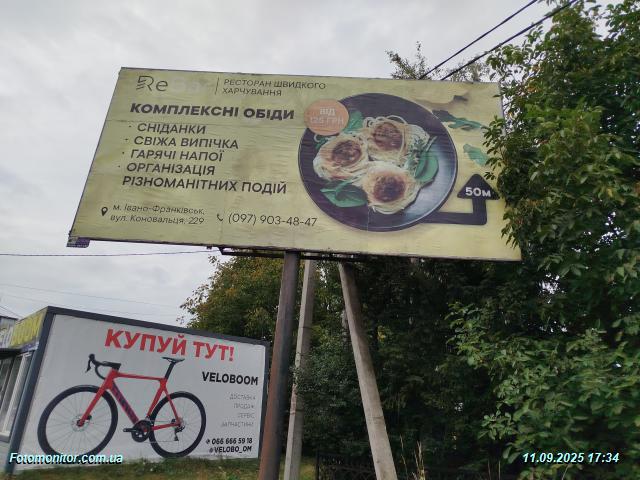 РЕСТОРАН ШВИДКОГО
ХАРЧУВАННЯ
КОМПЛЕКСНІ ОБІДИ
ВІД
125 ГРН
· СНІДАНКИ
· СВІЖА ВИПІЧКА
· ГАРЯЧІ НАПОЇ
· ОРГАНІЗАЦІЯ
РІЗНОМАНІТНИХ ПОДІЙ
50м
м. Івано-Франківськ,
вул. Коновальця, 229
(097) 903-48-47
КУПУЙ ТУТ!
VELOBOOM
ДОСТАВКА
ПРОДАЖ
СЕРВІС
ЗАПЧАСТИНИ
066 666 59 18
@VELOBO_OM
Fotomonitor.com.ua
11.09.2025 17:34